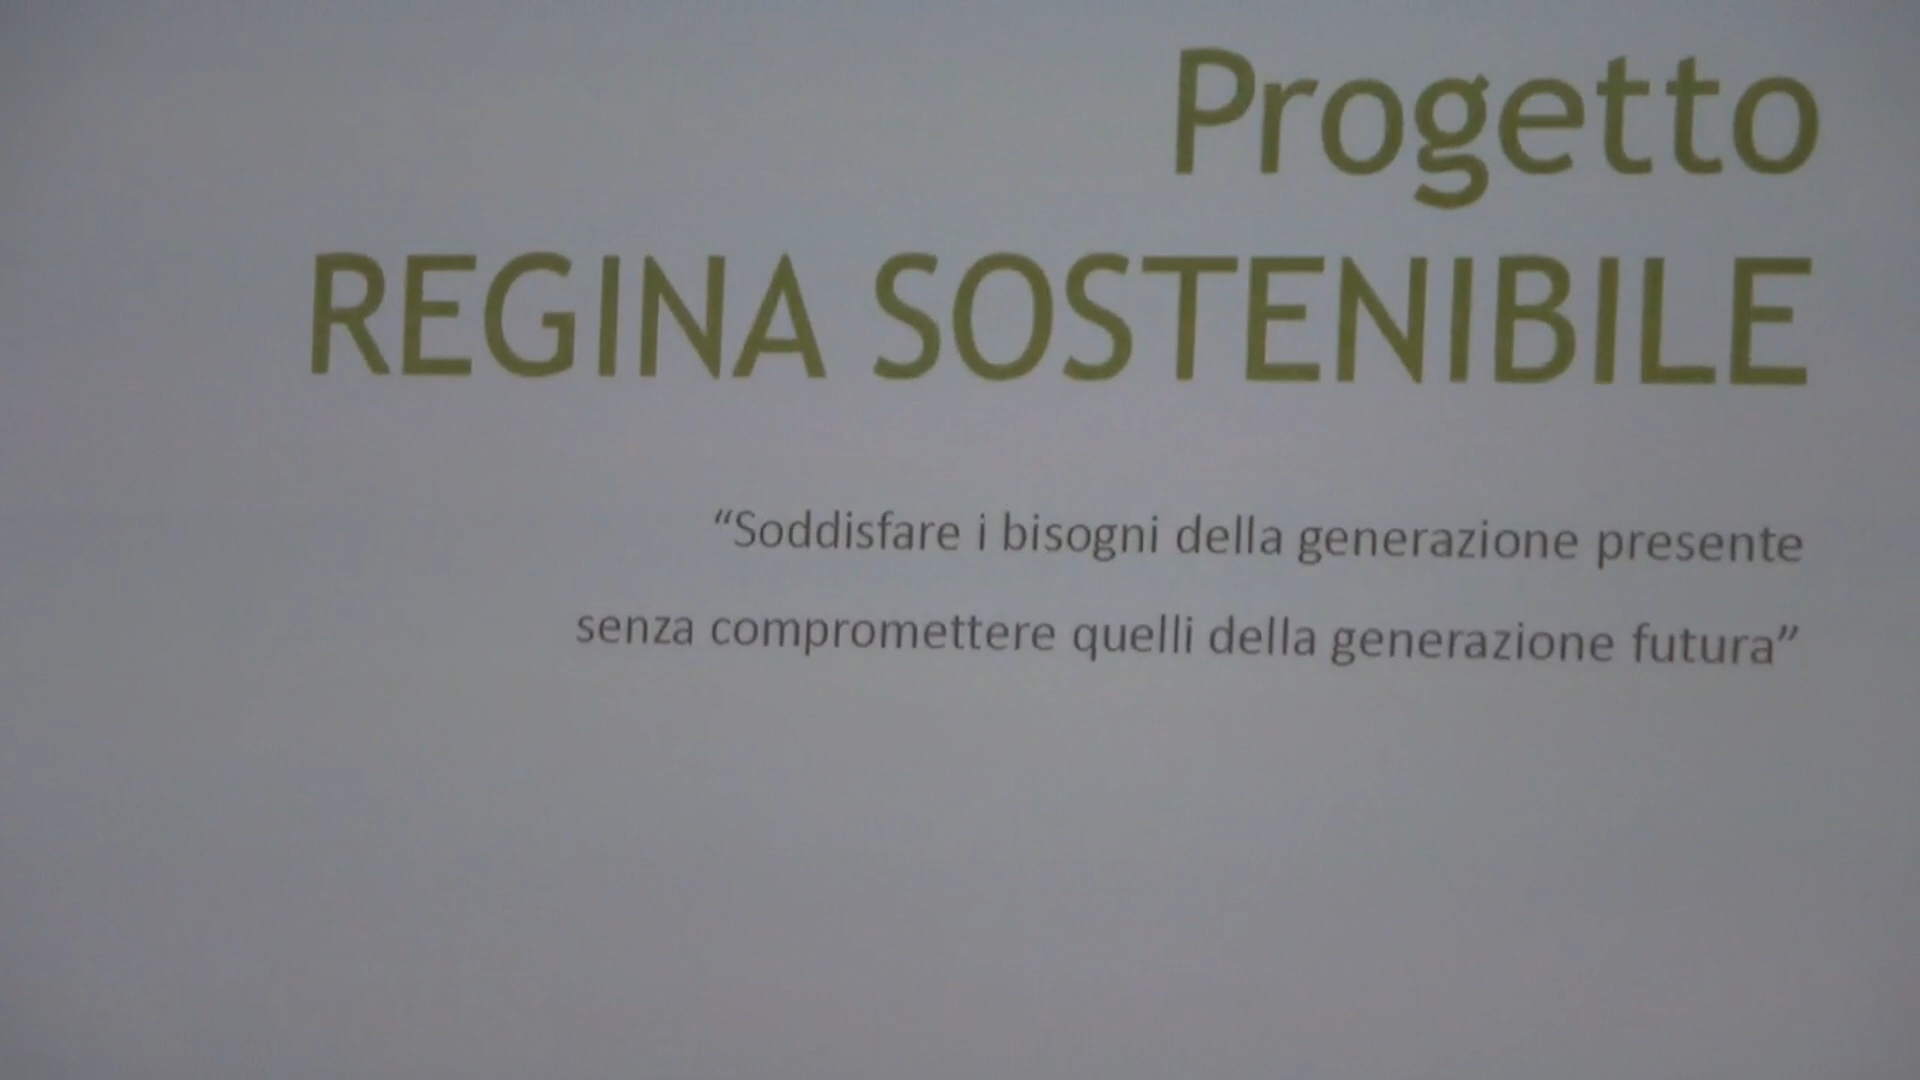 Progetto
REGINA SOSTENIBILE
“Soddisfare i bisogni della generazione presente
senza compromettere quelli della generazione futura”